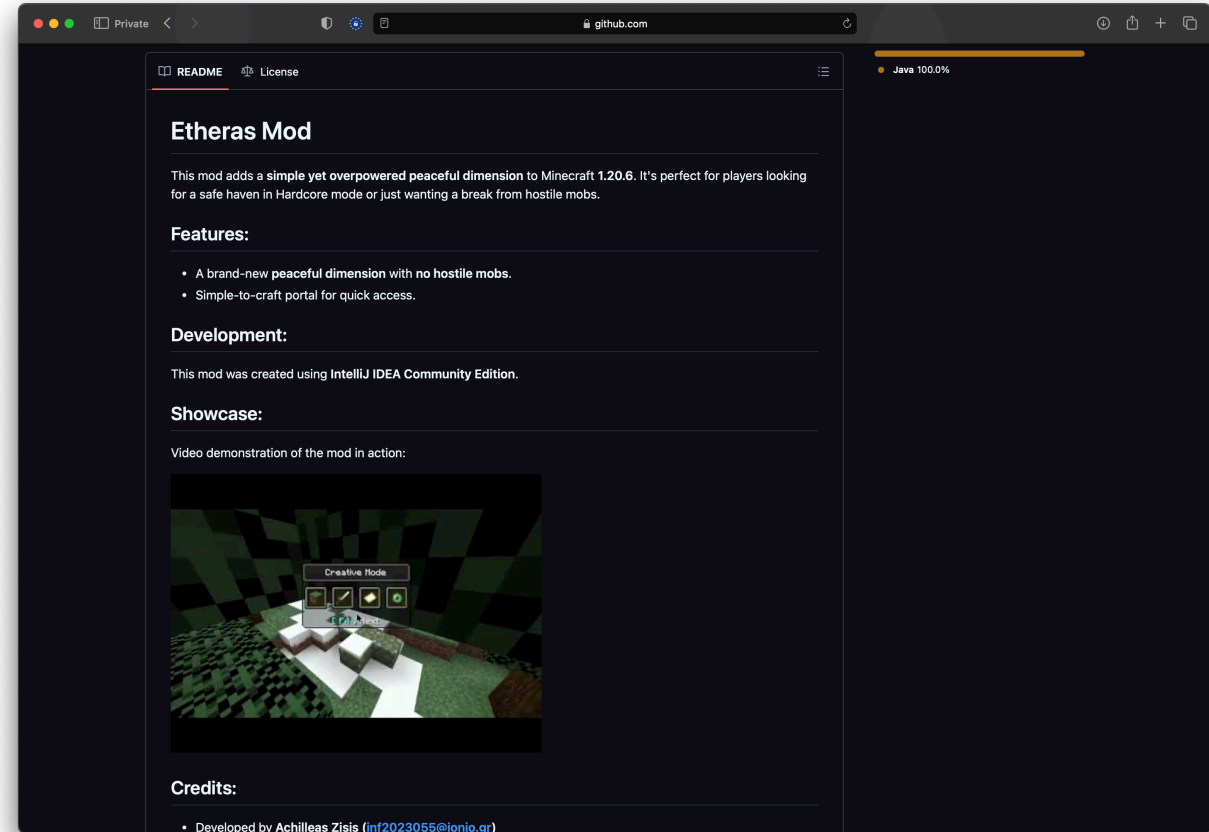 Private
github.com
README
License
Java 100.0%
Etheras Mod
This mod adds a simple yet overpowered peaceful dimension to Minecraft 1.20.6. It's perfect for players looking
for a safe haven in Hardcore mode or just wanting a break from hostile mobs.
Features:
• A brand-new peaceful dimension with no hostile mobs.
• Simple-to-craft portal for quick access.
Development:
This mod was created using IntelliJ IDEA Community Edition.
Showcase:
Video demonstration of the mod in action:
Creative Mode
[ F4 ] Next
Credits:
• Developed by Achilleas Zisis (inf2023055@ionio.gr)